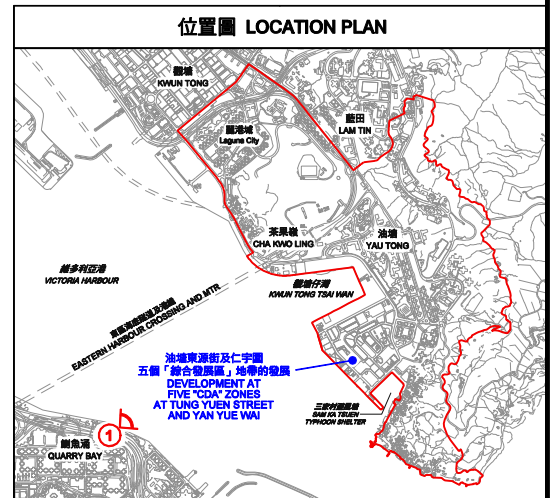 位置圖 LOCATION PLAN
觀塘
KWUN TONG
藍田
LAM TIN
麗港城
Laguna City
茶果嶺
CHA KWO LING
油塘
YAU TONG
維多利亞港
VICTORIA HARBOUR
觀塘仔灣
KWUN TONG TSAI WAN
東區海底隧道及港鐵
EASTERN HARBOUR CROSSING AND MTR
油塘東源街及仁宇圍
五個「綜合發展區」地帶的發展
DEVELOPMENT AT
FIVE "CDA" ZONES
AT TUNG YUEN STREET
AND YAN YUE WAI
三家村避風塘
SAM KA TSUEN
TYPHOON SHELTER
1
鰂魚涌
QUARRY BAY